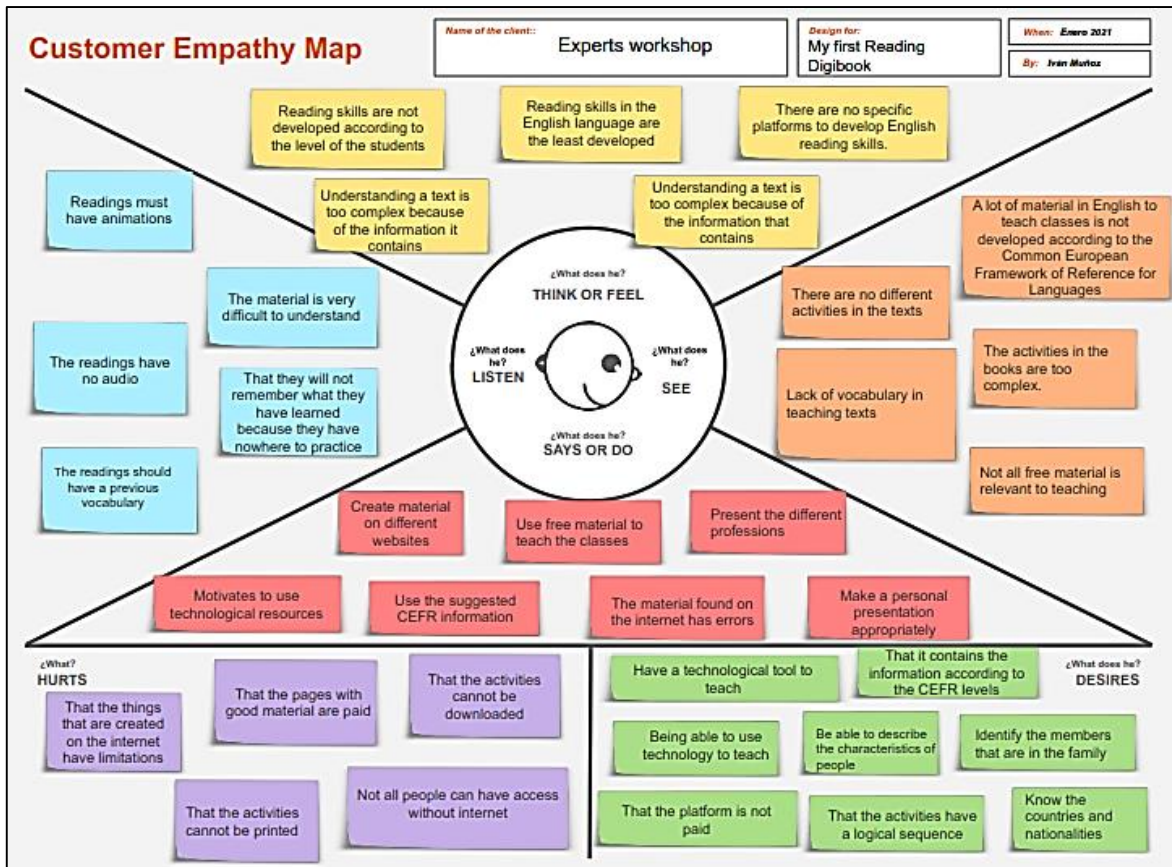 Customer Empathy Map
Name of the client::
Experts workshop
Design for:
My first Reading
Digibook
When: Enero 2021
By: Iván Muñoz
Reading skills are not
developed according to
the level of the students
Reading skills in the
English language are
the least developed
There are no specific
platforms to develop English
reading skills.
Understanding a text is
too complex because
of the information it
contains
Understanding a text is
too complex because of
the information that
contains
Readings must
have animations
The material is very
difficult to understand
The readings have
no audio
That they will not
remember what they
have learned
because they have
nowhere to practice
The readings should
have a previous
vocabulary
¿What does he?
THINK OR FEEL
¿What does
he?
LISTEN
¿What does
he?
SEE
¿What does he?
SAYS OR DO
A lot of material in English to
teach classes is not
developed according to the
Common European
Framework of Reference for
Languages
There are no different
activities in the texts
The activities in the
books are too
complex.
Lack of vocabulary in
teaching texts
Not all free material is
relevant to teaching
Create material
on different
websites
Use free material to
teach the classes
Present the different
professions
Motivates to use
technological resources
Use the suggested
CEFR information
The material found on
the internet has errors
Make a personal
presentation
appropriately
¿What?
HURTS
That the things
that are created
on the internet
have limitations
That the pages with
good material are paid
That the activities
cannot be
downloaded
That the activities
cannot be printed
Not all people can have access
without internet
¿What does he?
DESIRES
Have a technological tool to
teach
That it contains the
information according to
the CEFR levels
Being able to use
technology to teach
Be able to describe
the characteristics of
people
Identify the members
that are in the family
That the platform is not
paid
That the activities have
a logical sequence
Know the
countries and
nationalities